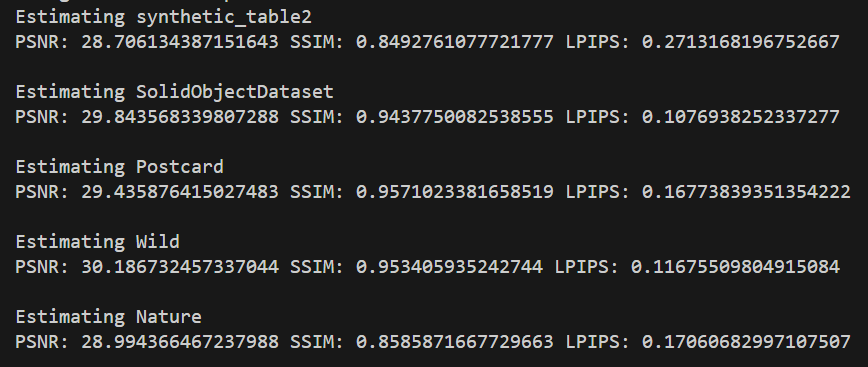 Estimating synthetic_table2
PSNR: 28.706134387151643 SSIM: 0.8492761077721777 LPIPS: 0.2713168196752667
Estimating SolidObjectDataset
PSNR: 29.843568339807288 SSIM: 0.9437750082538555 LPIPS: 0.1076938252337277
Estimating Postcard
PSNR: 29.435876415027483 SSIM: 0.9571023381658519 LPIPS: 0.16773839351354222
Estimating Wild
PSNR: 30.186732457337044 SSIM: 0.953405935242744 LPIPS: 0.11675509804915084
Estimating Nature
PSNR: 28.994366467237988 SSIM: 0.8585871667729663 LPIPS: 0.17060682997107507